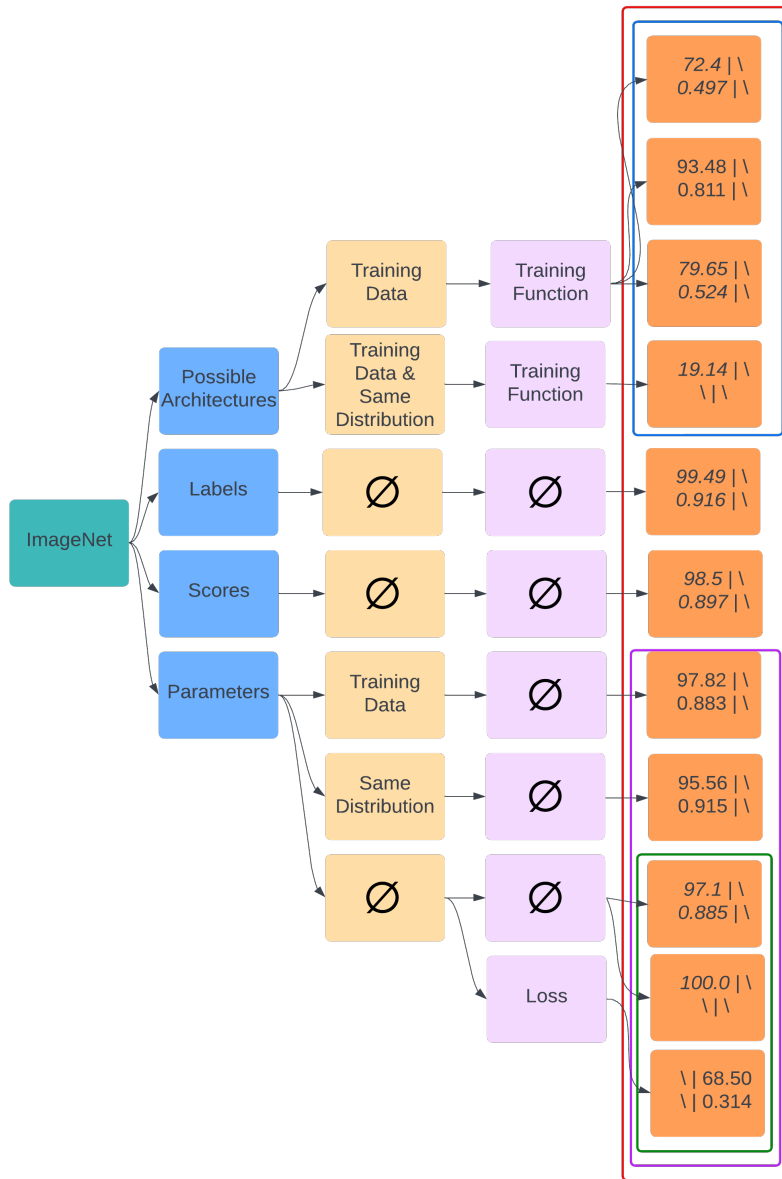 72.4 | \
0.497 | \
93.48 | \
0.811 | \
Training
Data
Training
Function
79.65 | \
0.524 | \
Possible
Architectures
Training
Data &
Same
Distribution
Training
Function
19.14 | \
\ | \
Labels
∅
∅
99.49 | \
0.916 | \
ImageNet
Scores
∅
∅
98.5 | \
0.897 | \
Parameters
Training
Data
∅
97.82 | \
0.883 | \
Same
Distribution
∅
95.56 | \
0.915 | \
∅
∅
97.1 | \
0.885 | \
Loss
100.0 | \
\ | \
\ | 68.50
\ | 0.314